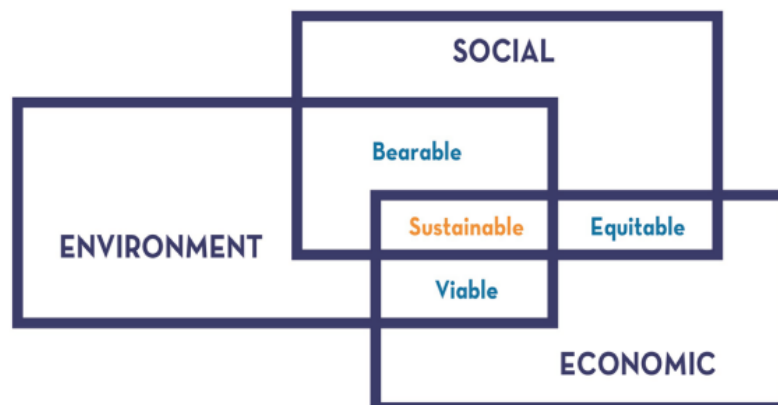 SOCIAL
Bearable
ENVIRONMENT
Sustainable
Equitable
Viable
ECONOMIC